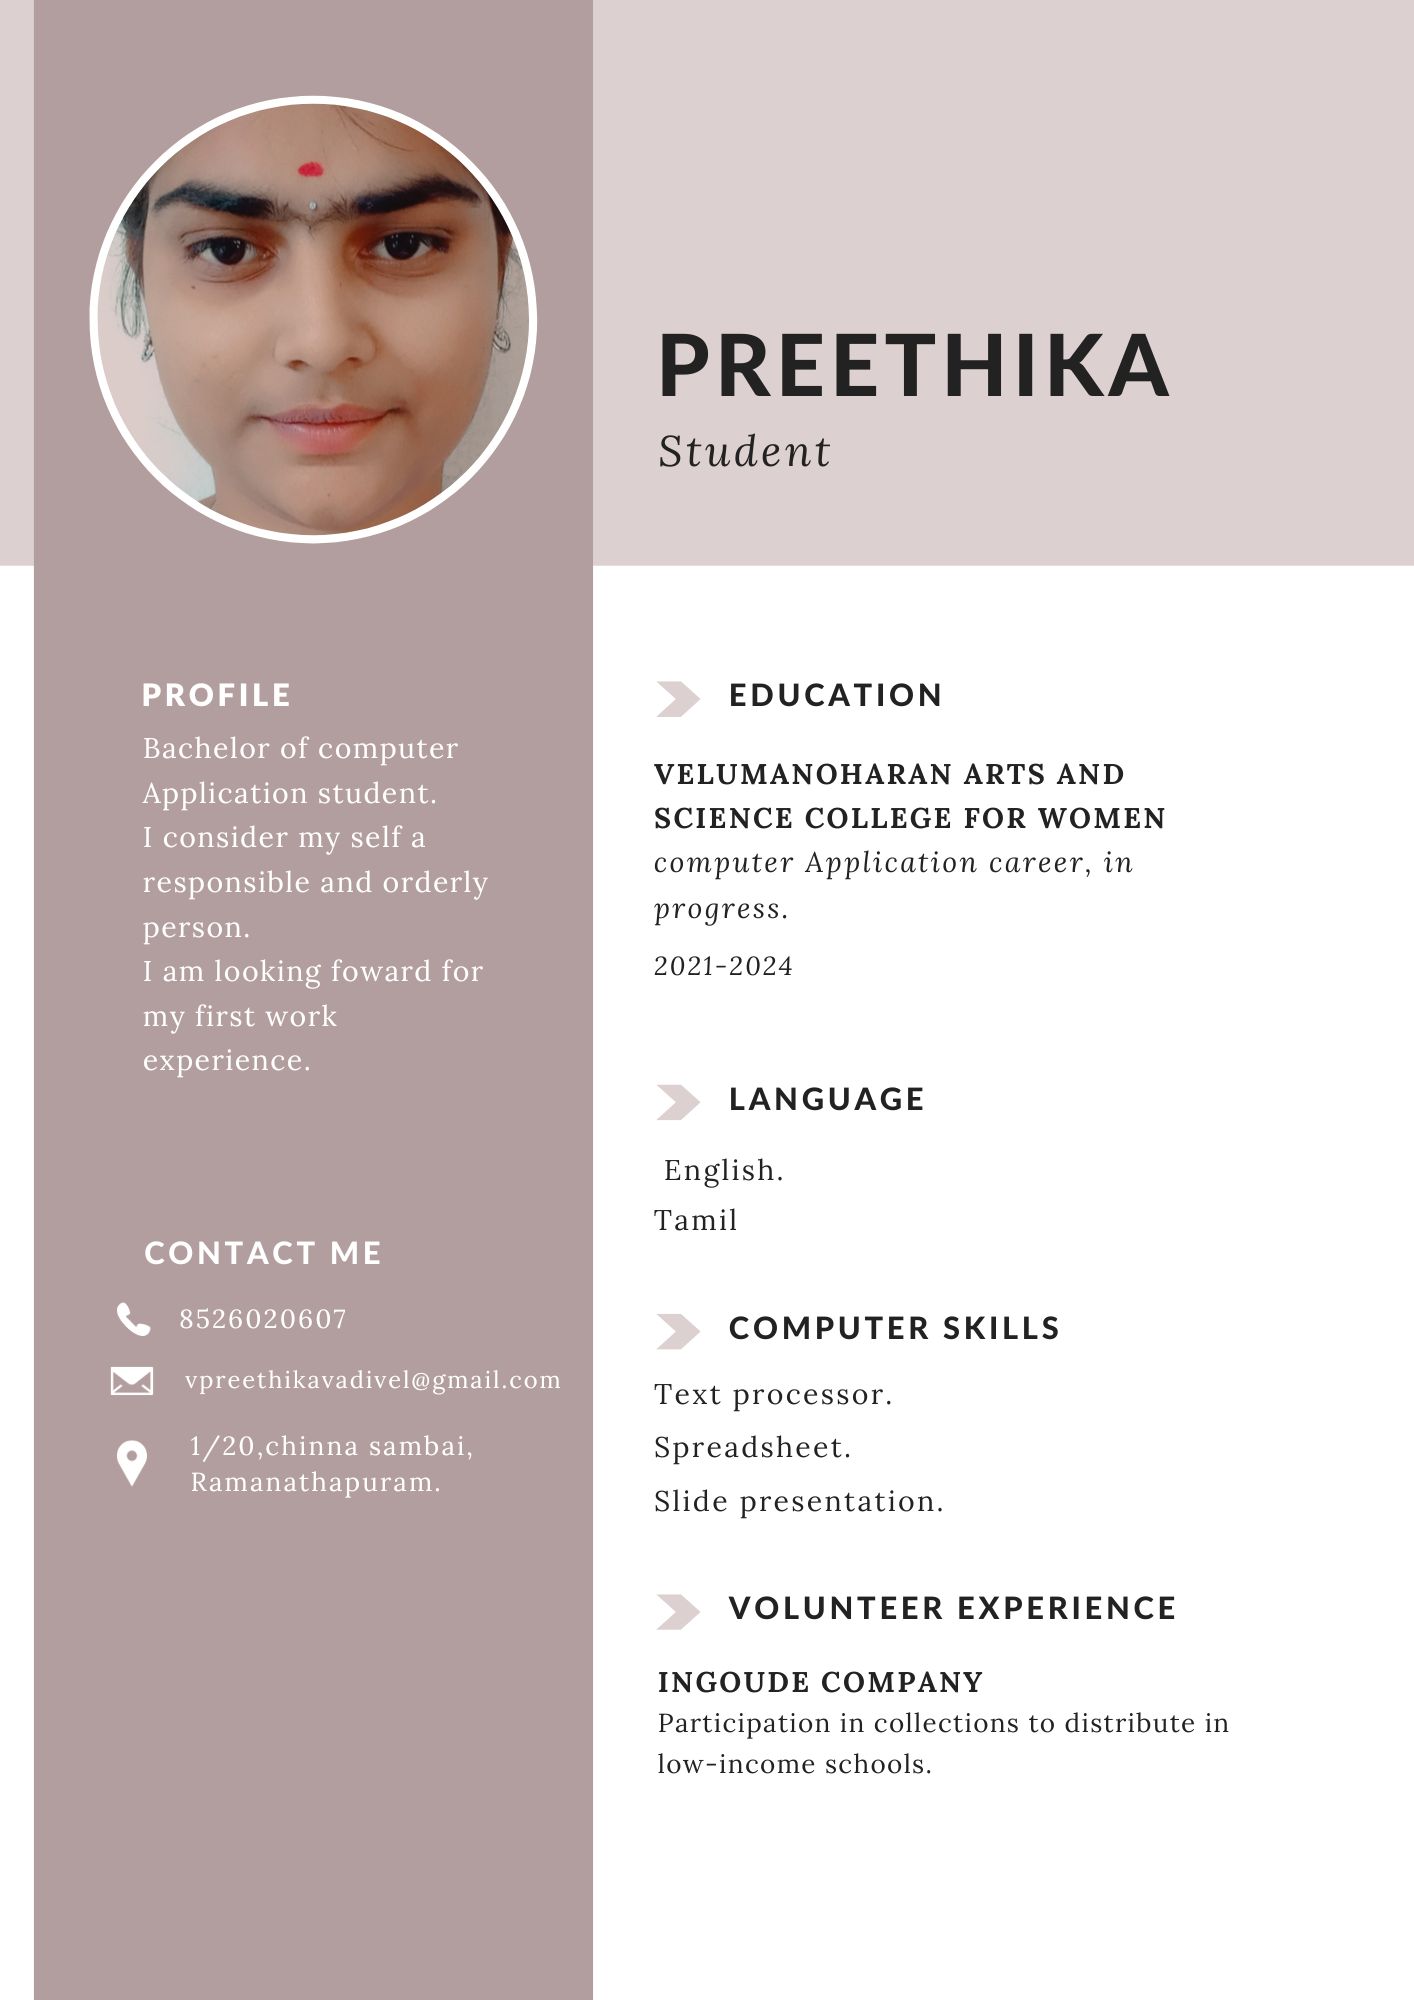 PREETHIKA
Student
PROFILE
Bachelor of computer
Application student.
I consider my self a
responsible and orderly
person.
I am looking foward for
my first work
experience.
CONTACT ME
8526020607
vpreethikavadivel@gmail.com
1/20,chinna sambai,
Ramanathapuram.
EDUCATION
VELUMANOHARAN ARTS AND
SCIENCE COLLEGE FOR WOMEN
computer Application career, in
progress.
2021-2024
LANGUAGE
English.
Tamil
COMPUTER SKILLS
Text processor.
Spreadsheet.
Slide presentation.
VOLUNTEER EXPERIENCE
INGOUDE COMPANY
Participation in collections to distribute in
low-income schools.